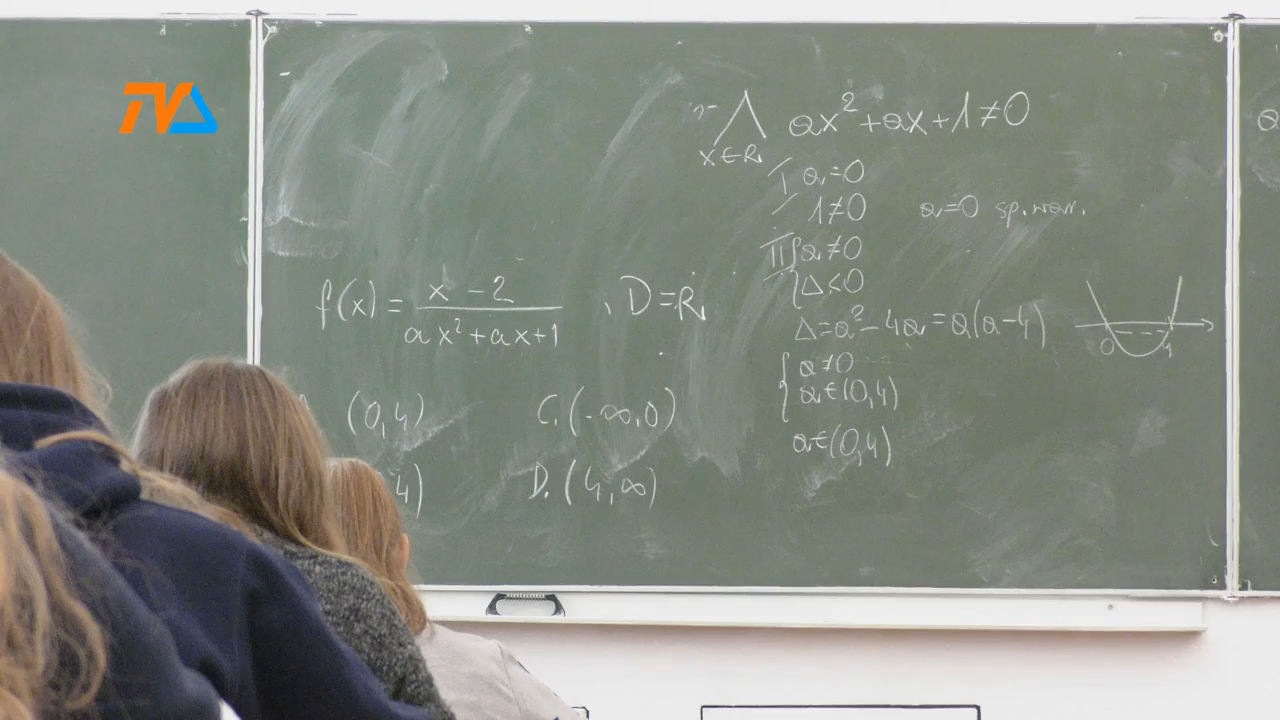 TVA
f(x) = x - 2 / ax² + ax + 1 , D = R
(0,4) C. (-∞,0)
4) D. (4,∞)
⋀ ax² + ax + 1 ≠ 0
x ∈ R
I a = 0
1 ≠ 0 a = 0 sp. war.
II { a ≠ 0
Δ < 0
Δ = a² - 4a = a(a-4)
{ a ≠ 0
a ∈ (0,4)
a ∈ (0,4)
0 4